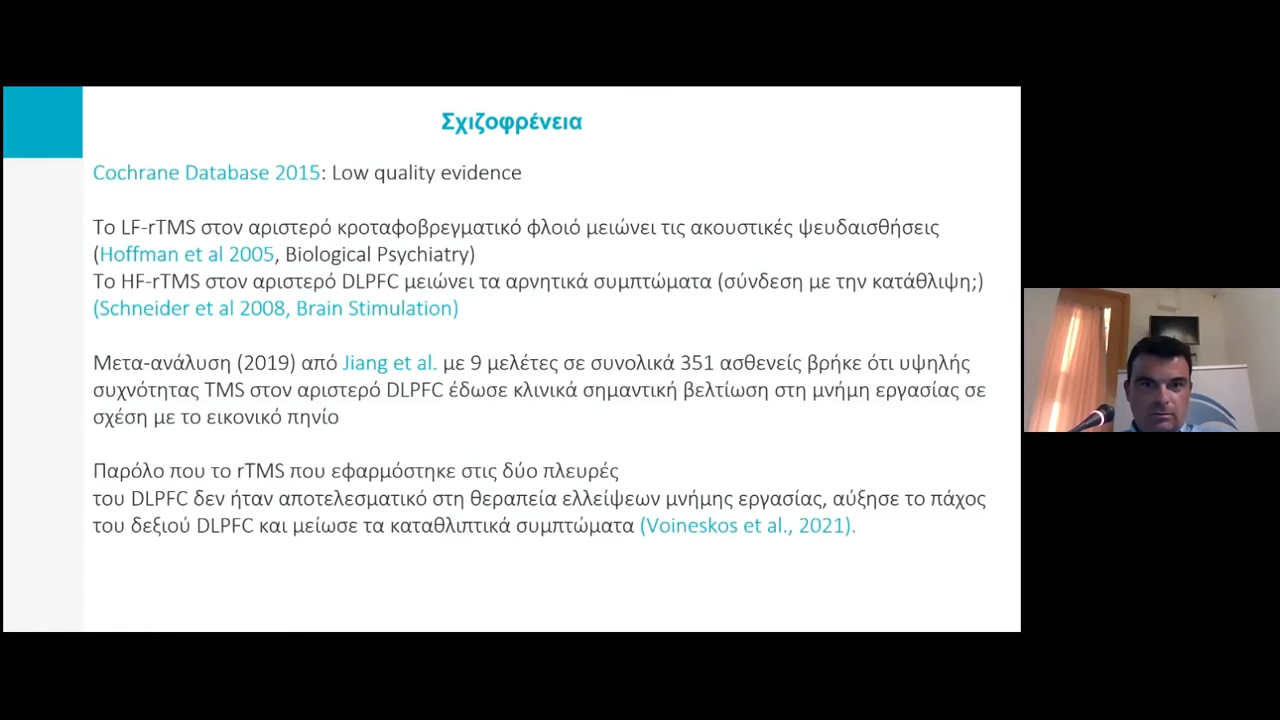 Σχιζοφρένεια
Cochrane Database 2015: Low quality evidence
Το LF-rTMS στον αριστερό κροταφοβρεγματικό φλοιό μειώνει τις ακουστικές ψευδαισθήσεις
(Hoffman et al 2005, Biological Psychiatry)
Το HF-rTMS στον αριστερό DLPFC μειώνει τα αρνητικά συμπτώματα (σύνδεση με την κατάθλιψη;)
(Schneider et al 2008, Brain Stimulation)
Μετα-ανάλυση (2019) από Jiang et al. με 9 μελέτες σε συνολικά 351 ασθενείς βρήκε ότι υψηλής
συχνότητας TMS στον αριστερό DLPFC έδωσε κλινικά σημαντική βελτίωση στη μνήμη εργασίας σε
σχέση με το εικονικό πηνίο
Παρόλο που το rTMS που εφαρμόστηκε στις δύο πλευρές
του DLPFC δεν ήταν αποτελεσματικό στη θεραπεία ελλείψεων μνήμης εργασίας, αύξησε το πάχος
του δεξιού DLPFC και μείωσε τα καταθλιπτικά συμπτώματα (Voineskos et al., 2021).